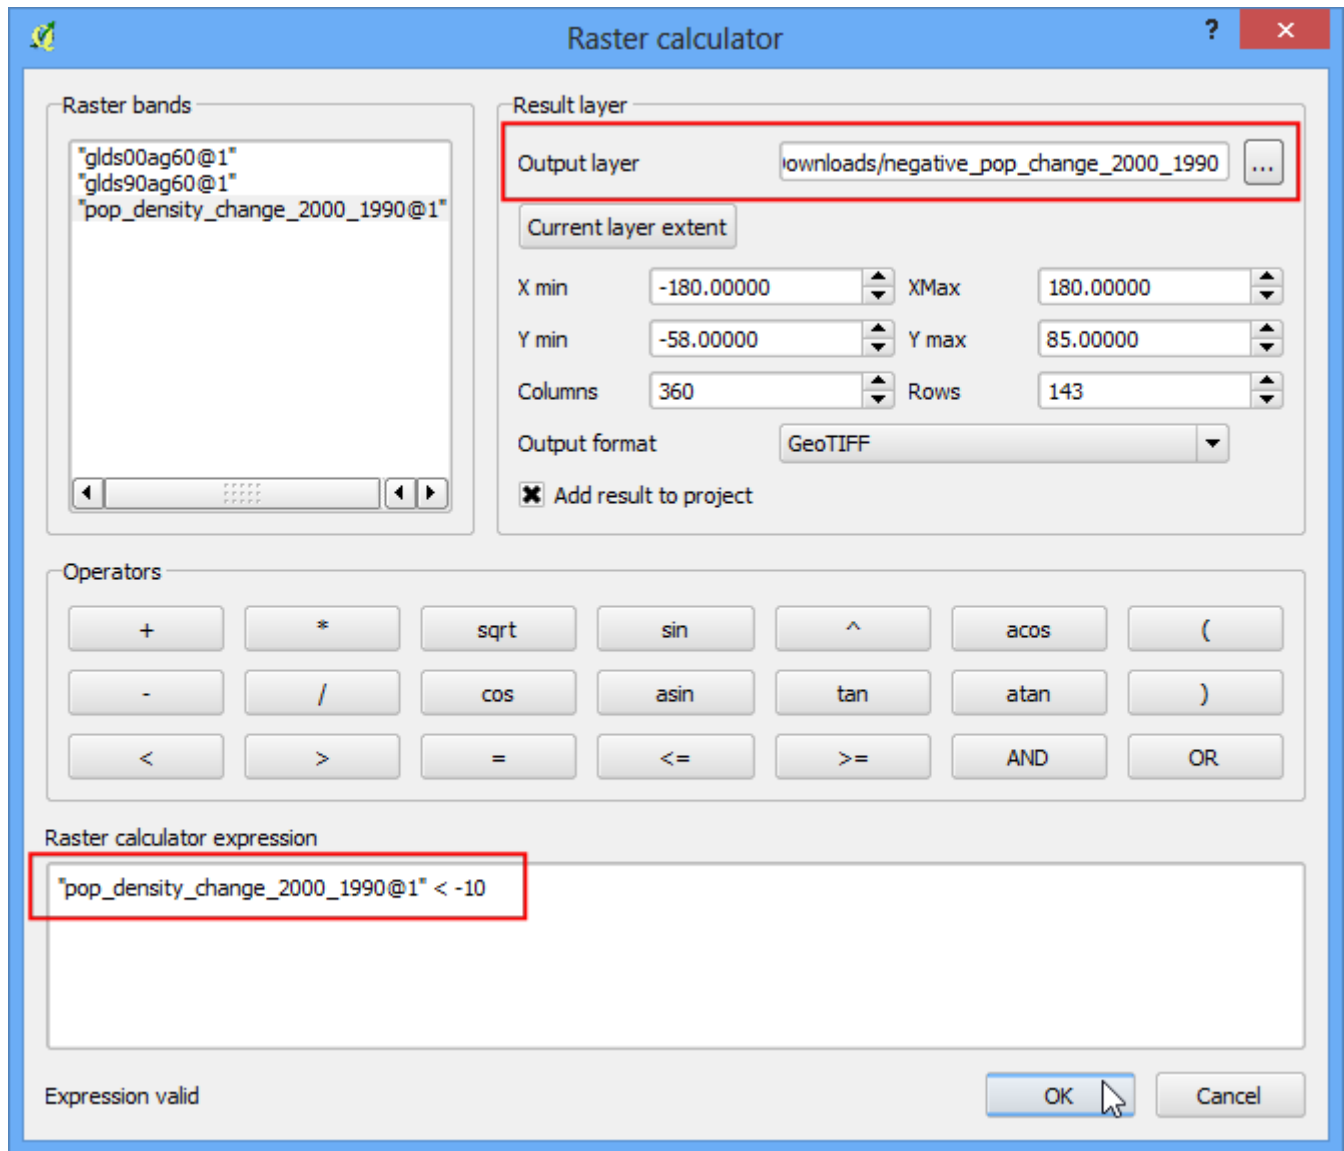 Raster calculator
?
Raster bands
"glds00ag60@1"
"glds90ag60@1"
"pop_density_change_2000_1990@1"
Result layer
Output layer ownloads/negative_pop_change_2000_1990 ...
Current layer extent
X min -180.00000 XMax 180.00000
Y min -58.00000 Y max 85.00000
Columns 360 Rows 143
Output format GeoTIFF
Add result to project
Operators
+ * sqrt sin ^ acos (
- / cos asin tan atan )
< > = <= >= AND OR
Raster calculator expression
"pop_density_change_2000_1990@1" < -10
Expression valid
OK Cancel